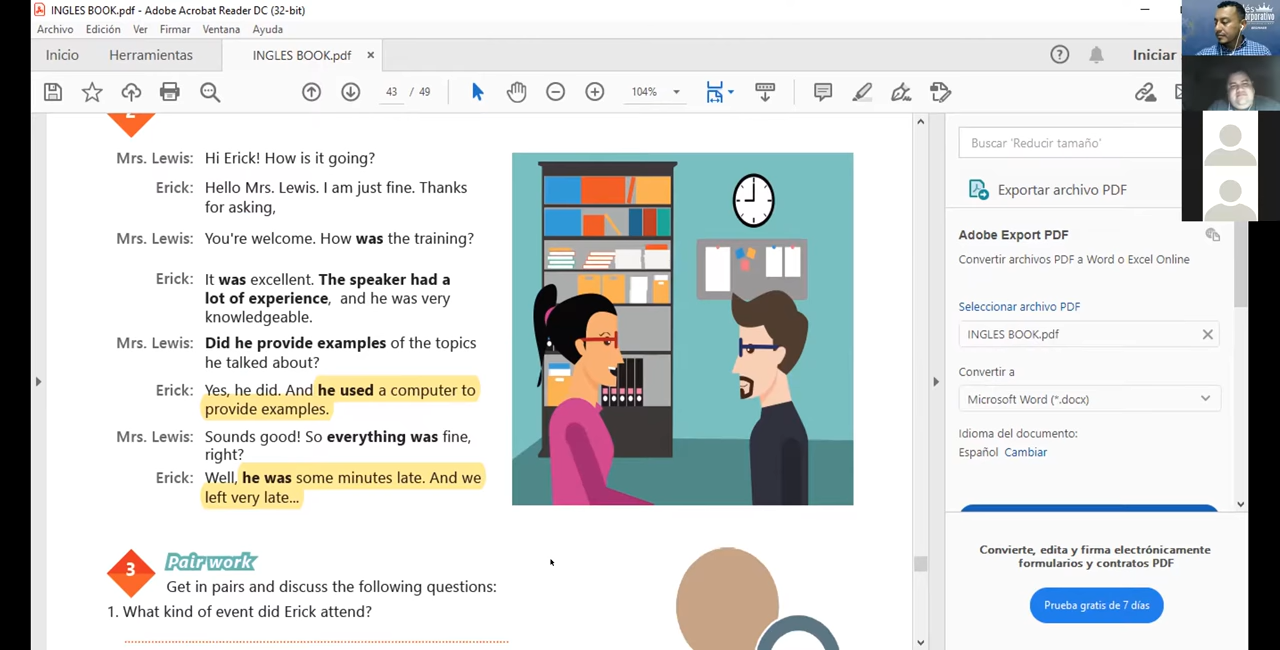 INGLES BOOK.pdf - Adobe Acrobat Reader DC (32-bit)
Archivo Edición Ver Firmar Ventana Ayuda
Inicio Herramientas INGLES BOOK.pdf × Iniciar
43 / 49 104%
2
Mrs. Lewis: Hi Erick! How is it going?
Erick: Hello Mrs. Lewis. I am just fine. Thanks
for asking,
Mrs. Lewis: You're welcome. How was the training?
Erick: It was excellent. The speaker had a
lot of experience, and he was very
knowledgeable.
Mrs. Lewis: Did he provide examples of the topics
he talked about?
Erick: Yes, he did. And he used a computer to
provide examples.
Mrs. Lewis: Sounds good! So everything was fine,
right?
Erick: Well, he was some minutes late. And we
left very late...
3 Pair work
Get in pairs and discuss the following questions:
1. What kind of event did Erick attend?
Buscar 'Reducir tamaño'
Exportar archivo PDF
Adobe Export PDF
Convertir archivos PDF a Word o Excel Online
Seleccionar archivo PDF
INGLES BOOK.pdf
Convertir a
Microsoft Word (*.docx)
Idioma del documento:
Español Cambiar
Convierte, edita y firma electrónicamente
formularios y contratos PDF
Prueba gratis de 7 días